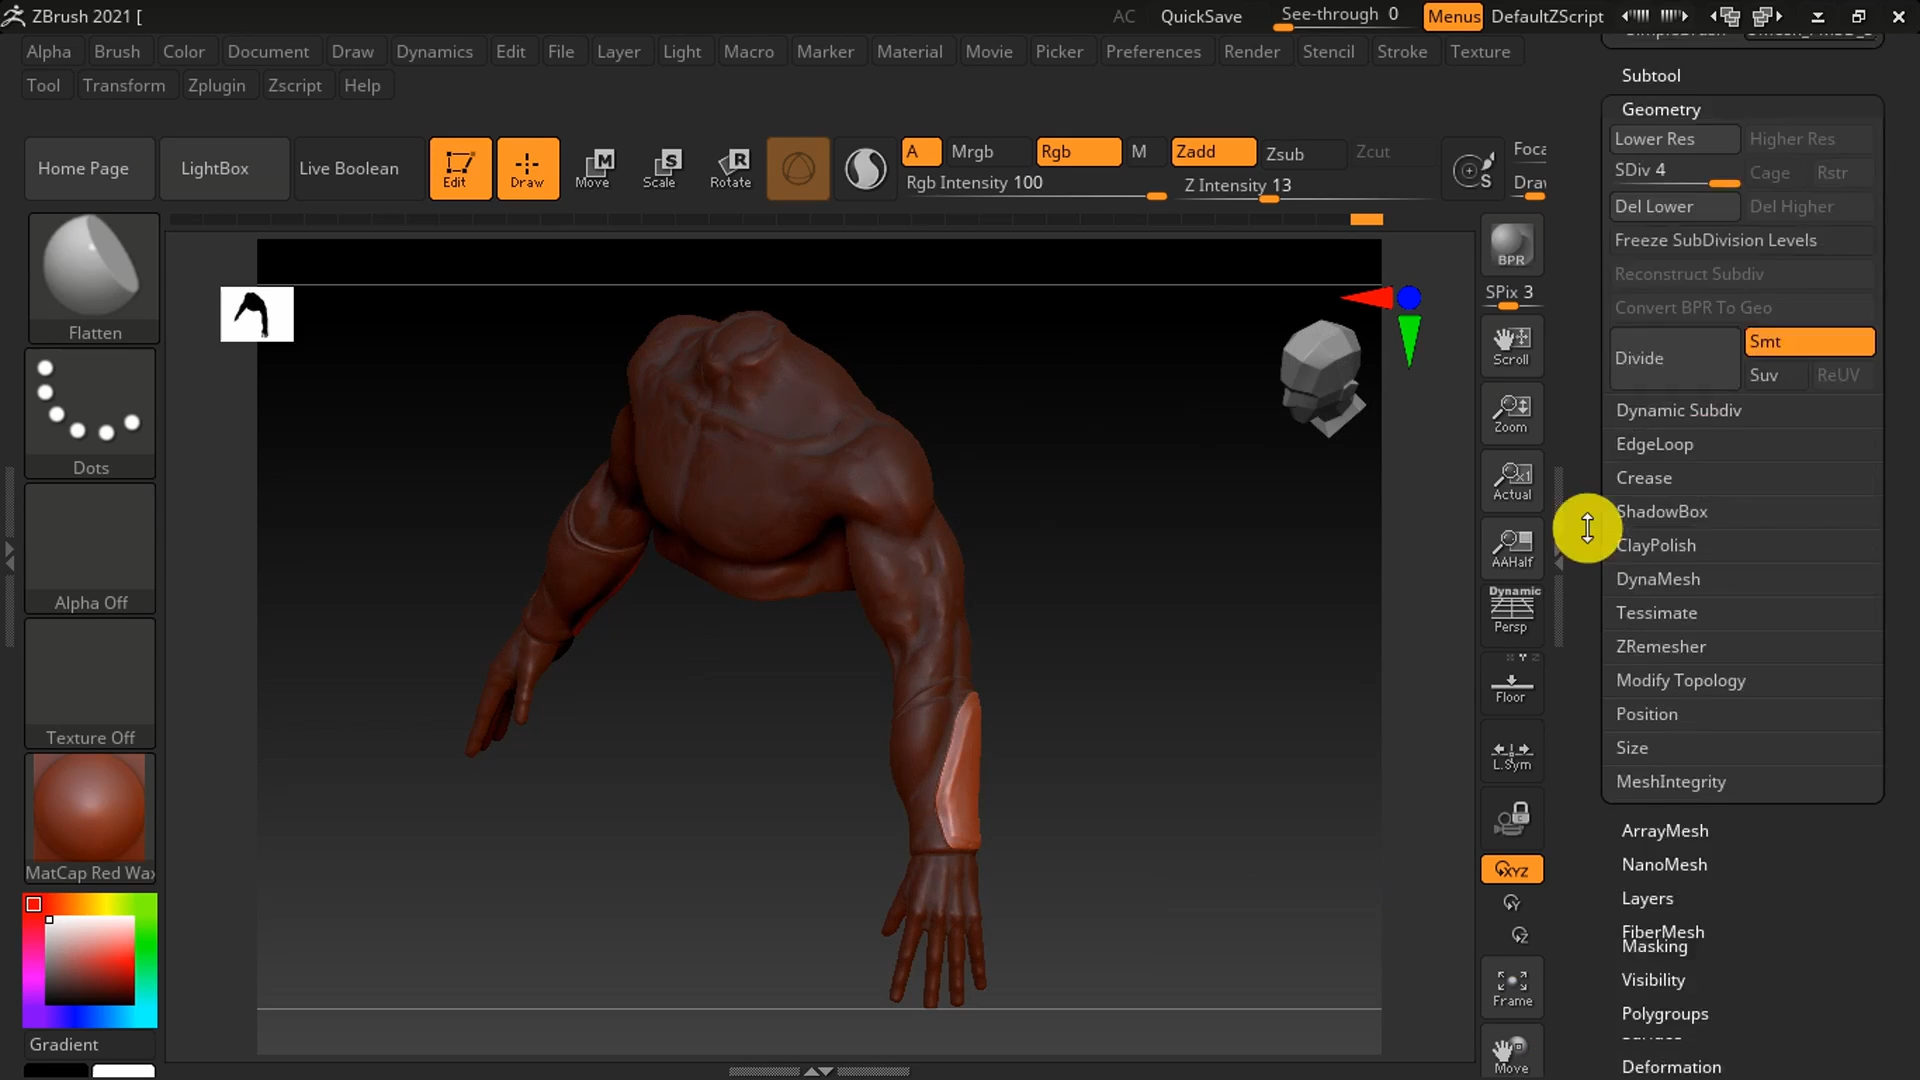 ZBrush 2021 [
AC QuickSave See-through 0 Menus DefaultZScript
Alpha Brush Color Document Draw Dynamics Edit File Layer Light Macro Marker Material Movie Picker Preferences Render Stencil Stroke Texture
Tool Transform Zplugin Zscript Help
Home Page LightBox Live Boolean Edit Draw Move Scale Rotate
M S R
A Mrgb Rgb M Zadd Zsub Zcut
Rgb Intensity 100 Z Intensity 13
S
Foca
Draw
Flatten
Dots
Alpha Off
Texture Off
MatCap Red Wax
Gradient
BPR
SPix 3
Scroll
Zoom
Actual
AAHalf
Dynamic
Persp
Floor
L.Sym
XYZ
Y
Z
Frame
Move
Subtool
Geometry
Lower Res Higher Res
SDiv 4 Cage Rstr
Del Lower Del Higher
Freeze SubDivision Levels
Reconstruct Subdiv
Convert BPR To Geo
Divide Smt
Suv ReUV
Dynamic Subdiv
EdgeLoop
Crease
ShadowBox
ClayPolish
DynaMesh
Tessimate
ZRemesher
Modify Topology
Position
Size
MeshIntegrity
ArrayMesh
NanoMesh
Layers
FiberMesh
Masking
Visibility
Polygroups
Deformation